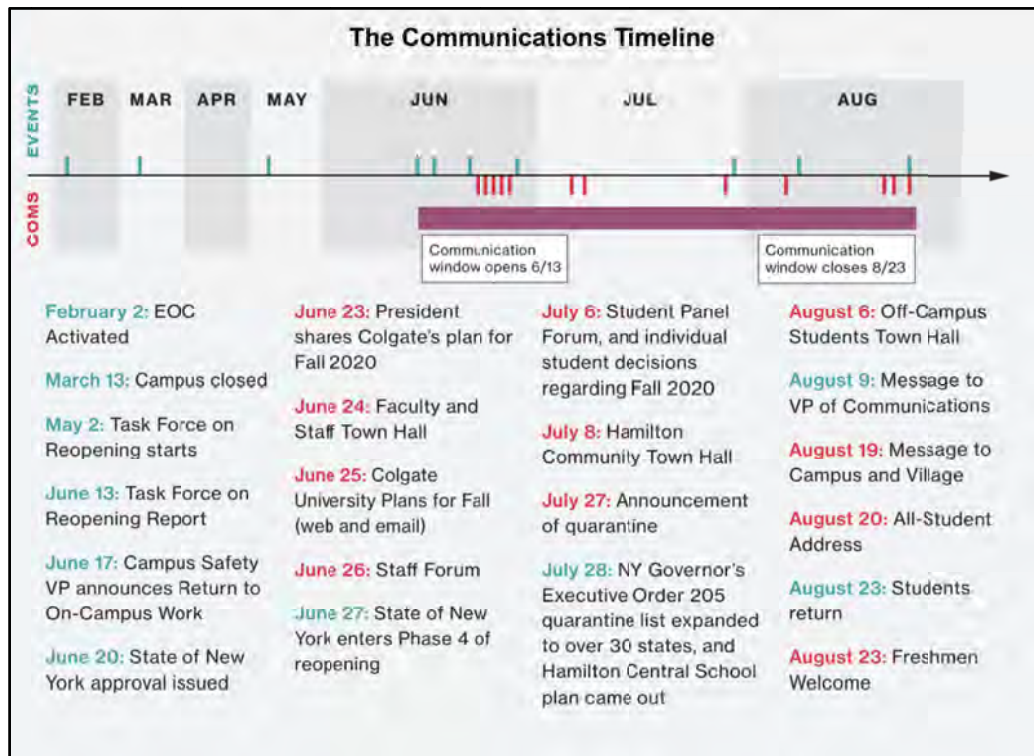 The Communications Timeline
EVENTS
FEB MAR APR MAY JUN JUL AUG
COMS
Communication
window opens 6/13
Communication
window closes 8/23
February 2: EOC
Activated
March 13: Campus closed
May 2: Task Force on
Reopening starts
June 13: Task Force on
Reopening Report
June 17: Campus Safety
VP announces Return to
On-Campus Work
June 20: State of New
York approval issued
June 23: President
shares Colgate's plan for
Fall 2020
June 24: Faculty and
Staff Town Hall
June 25: Colgate
University Plans for Fall
(web and email)
June 26: Staff Forum
June 27: State of New
York enters Phase 4 of
reopening
July 6: Student Panel
Forum, and individual
student decisions
regarding Fall 2020
July 8: Hamilton
Community Town Hall
July 27: Announcement
of quarantine
July 28: NY Governor's
Executive Order 205
quarantine list expanded
to over 30 states, and
Hamilton Central School
plan came out
August 6: Off-Campus
Students Town Hall
August 9: Message to
VP of Communications
August 19: Message to
Campus and Village
August 20: All-Student
Address
August 23: Students
return
August 23: Freshmen
Welcome